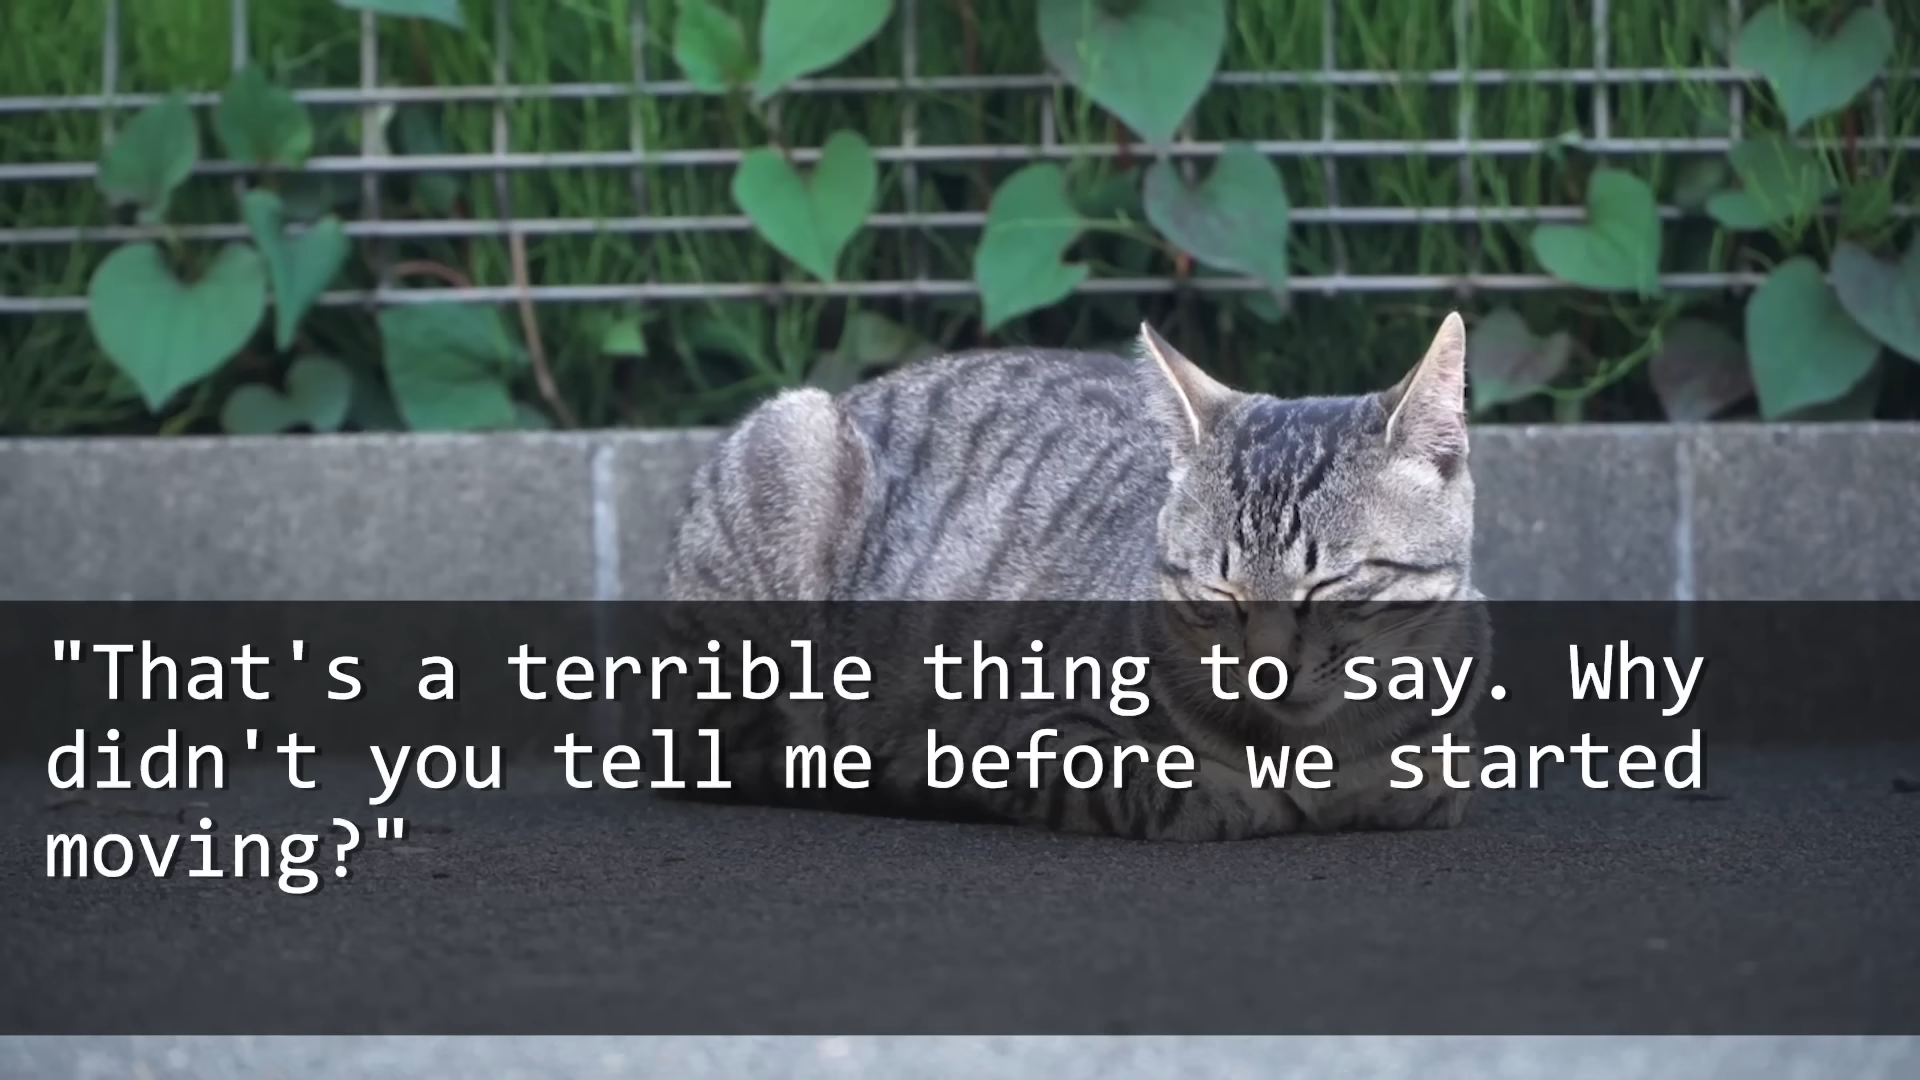 "That's a terrible thing to say. Why
didn't you tell me before we started
moving?"